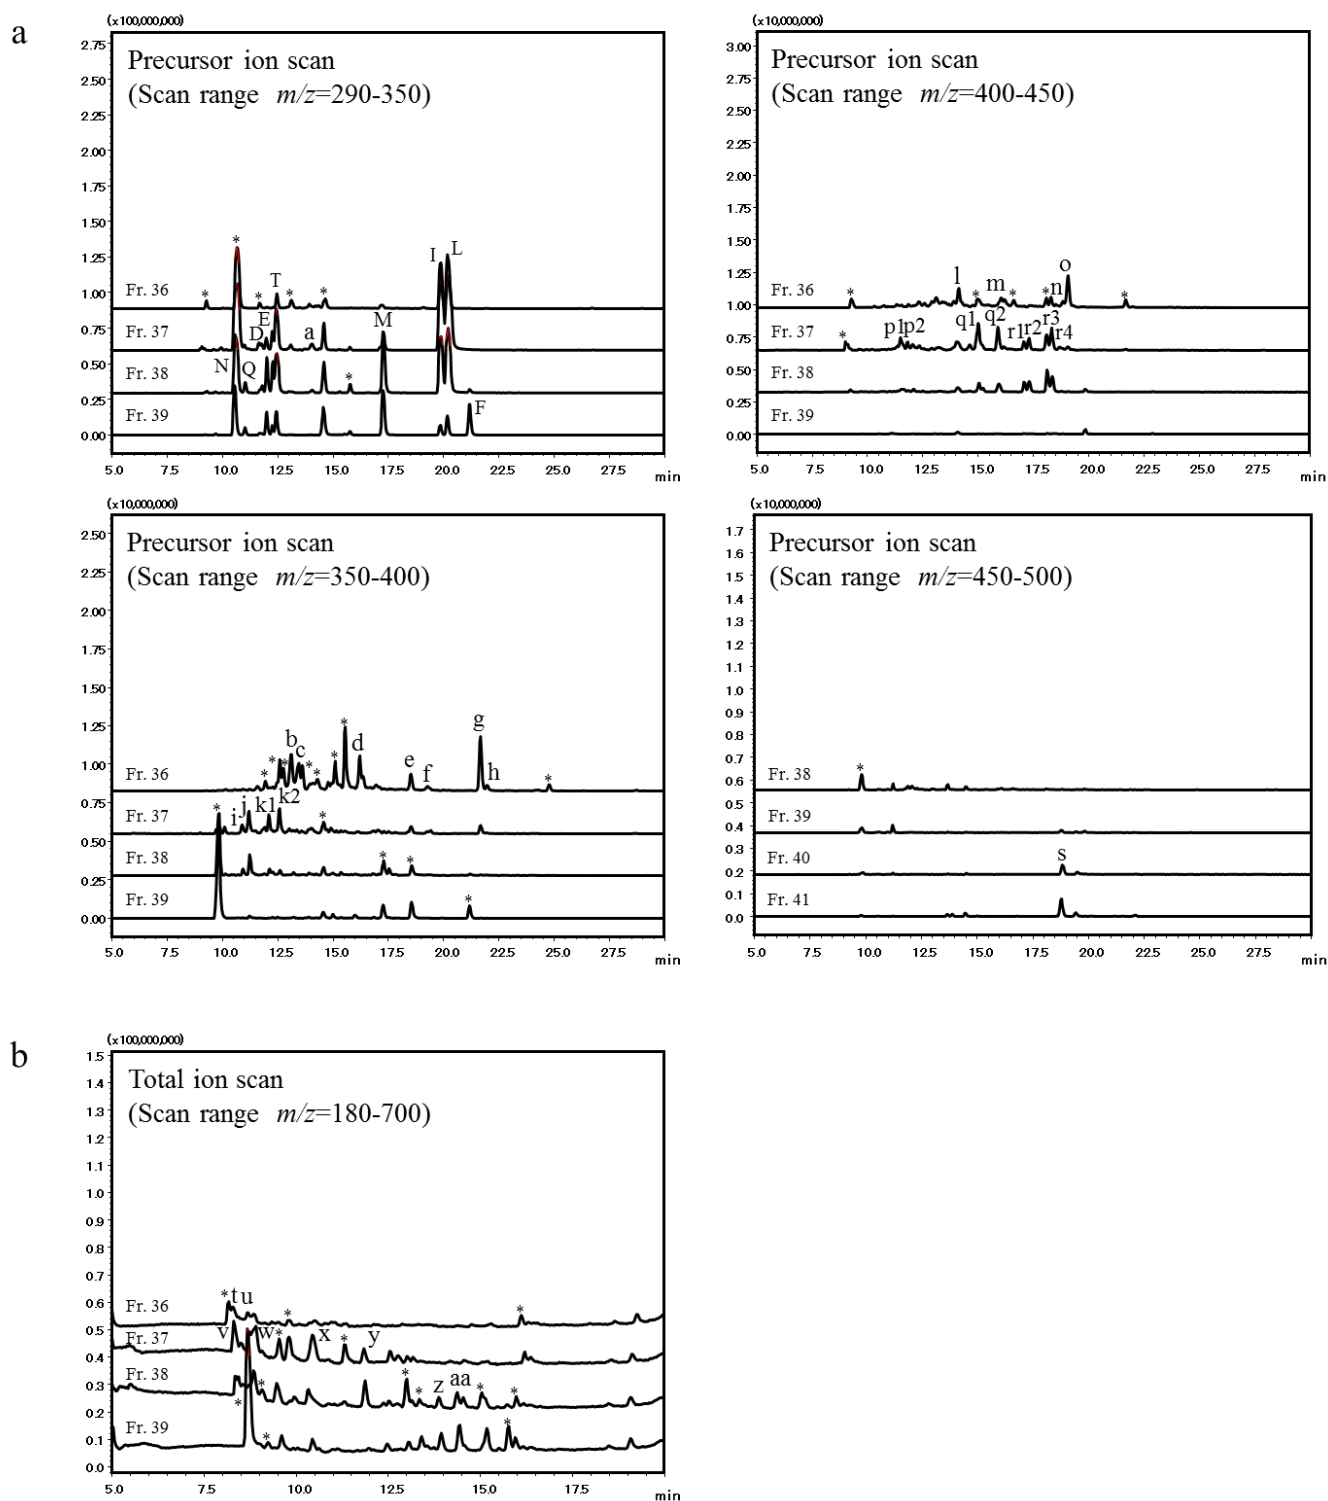 a
(x100,000,000)
Precursor ion scan
(Scan range m/z=290-350)
2.75
2.50
2.25
2.00
1.75
1.50
1.25
1.00
0.75
0.50
0.25
0.00
* I L
T
Fr. 36 * * * *
E M
Fr. 37 D a
N Q
Fr. 38 *
Fr. 39 F
5.0 7.5 10.0 12.5 15.0 17.5 20.0 22.5 25.0 27.5
min
(x10,000,000)
Precursor ion scan
(Scan range m/z=400-450)
3.00
2.75
2.50
2.25
2.00
1.75
1.50
1.25
1.00
0.75
0.50
0.25
0.00
Fr. 36 * l * m * * n o *
Fr. 37 * p1 p2 q1 q2 r1 r2 r3 r4
Fr. 38
Fr. 39
5.0 7.5 10.0 12.5 15.0 17.5 20.0 22.5 25.0 27.5
min
(x10,000,000)
Precursor ion scan
(Scan range m/z=350-400)
2.50
2.25
2.00
1.75
1.50
1.25
1.00
0.75
0.50
0.25
0.00
Fr. 36 * * * b c * * * * d e f g h *
Fr. 37 * i j k1 k2 *
Fr. 38 * *
Fr. 39 *
5.0 7.5 10.0 12.5 15.0 17.5 20.0 22.5 25.0 27.5
min
(x10,000,000)
Precursor ion scan
(Scan range m/z=450-500)
1.7
1.6
1.5
1.4
1.3
1.2
1.1
1.0
0.9
0.8
0.7
0.6
0.5
0.4
0.3
0.2
0.1
0.0
Fr. 38 *
Fr. 39
Fr. 40 s
Fr. 41
5.0 7.5 10.0 12.5 15.0 17.5 20.0 22.5 25.0 27.5
min
b
(x100,000,000)
Total ion scan
(Scan range m/z=180-700)
1.5
1.4
1.3
1.2
1.1
1.0
0.9
0.8
0.7
0.6
0.5
0.4
0.3
0.2
0.1
0.0
Fr. 36 * t u * *
Fr. 37 v w * x * y
Fr. 38 * * * * z aa * *
Fr. 39 * *
5.0 7.5 10.0 12.5 15.0 17.5
min